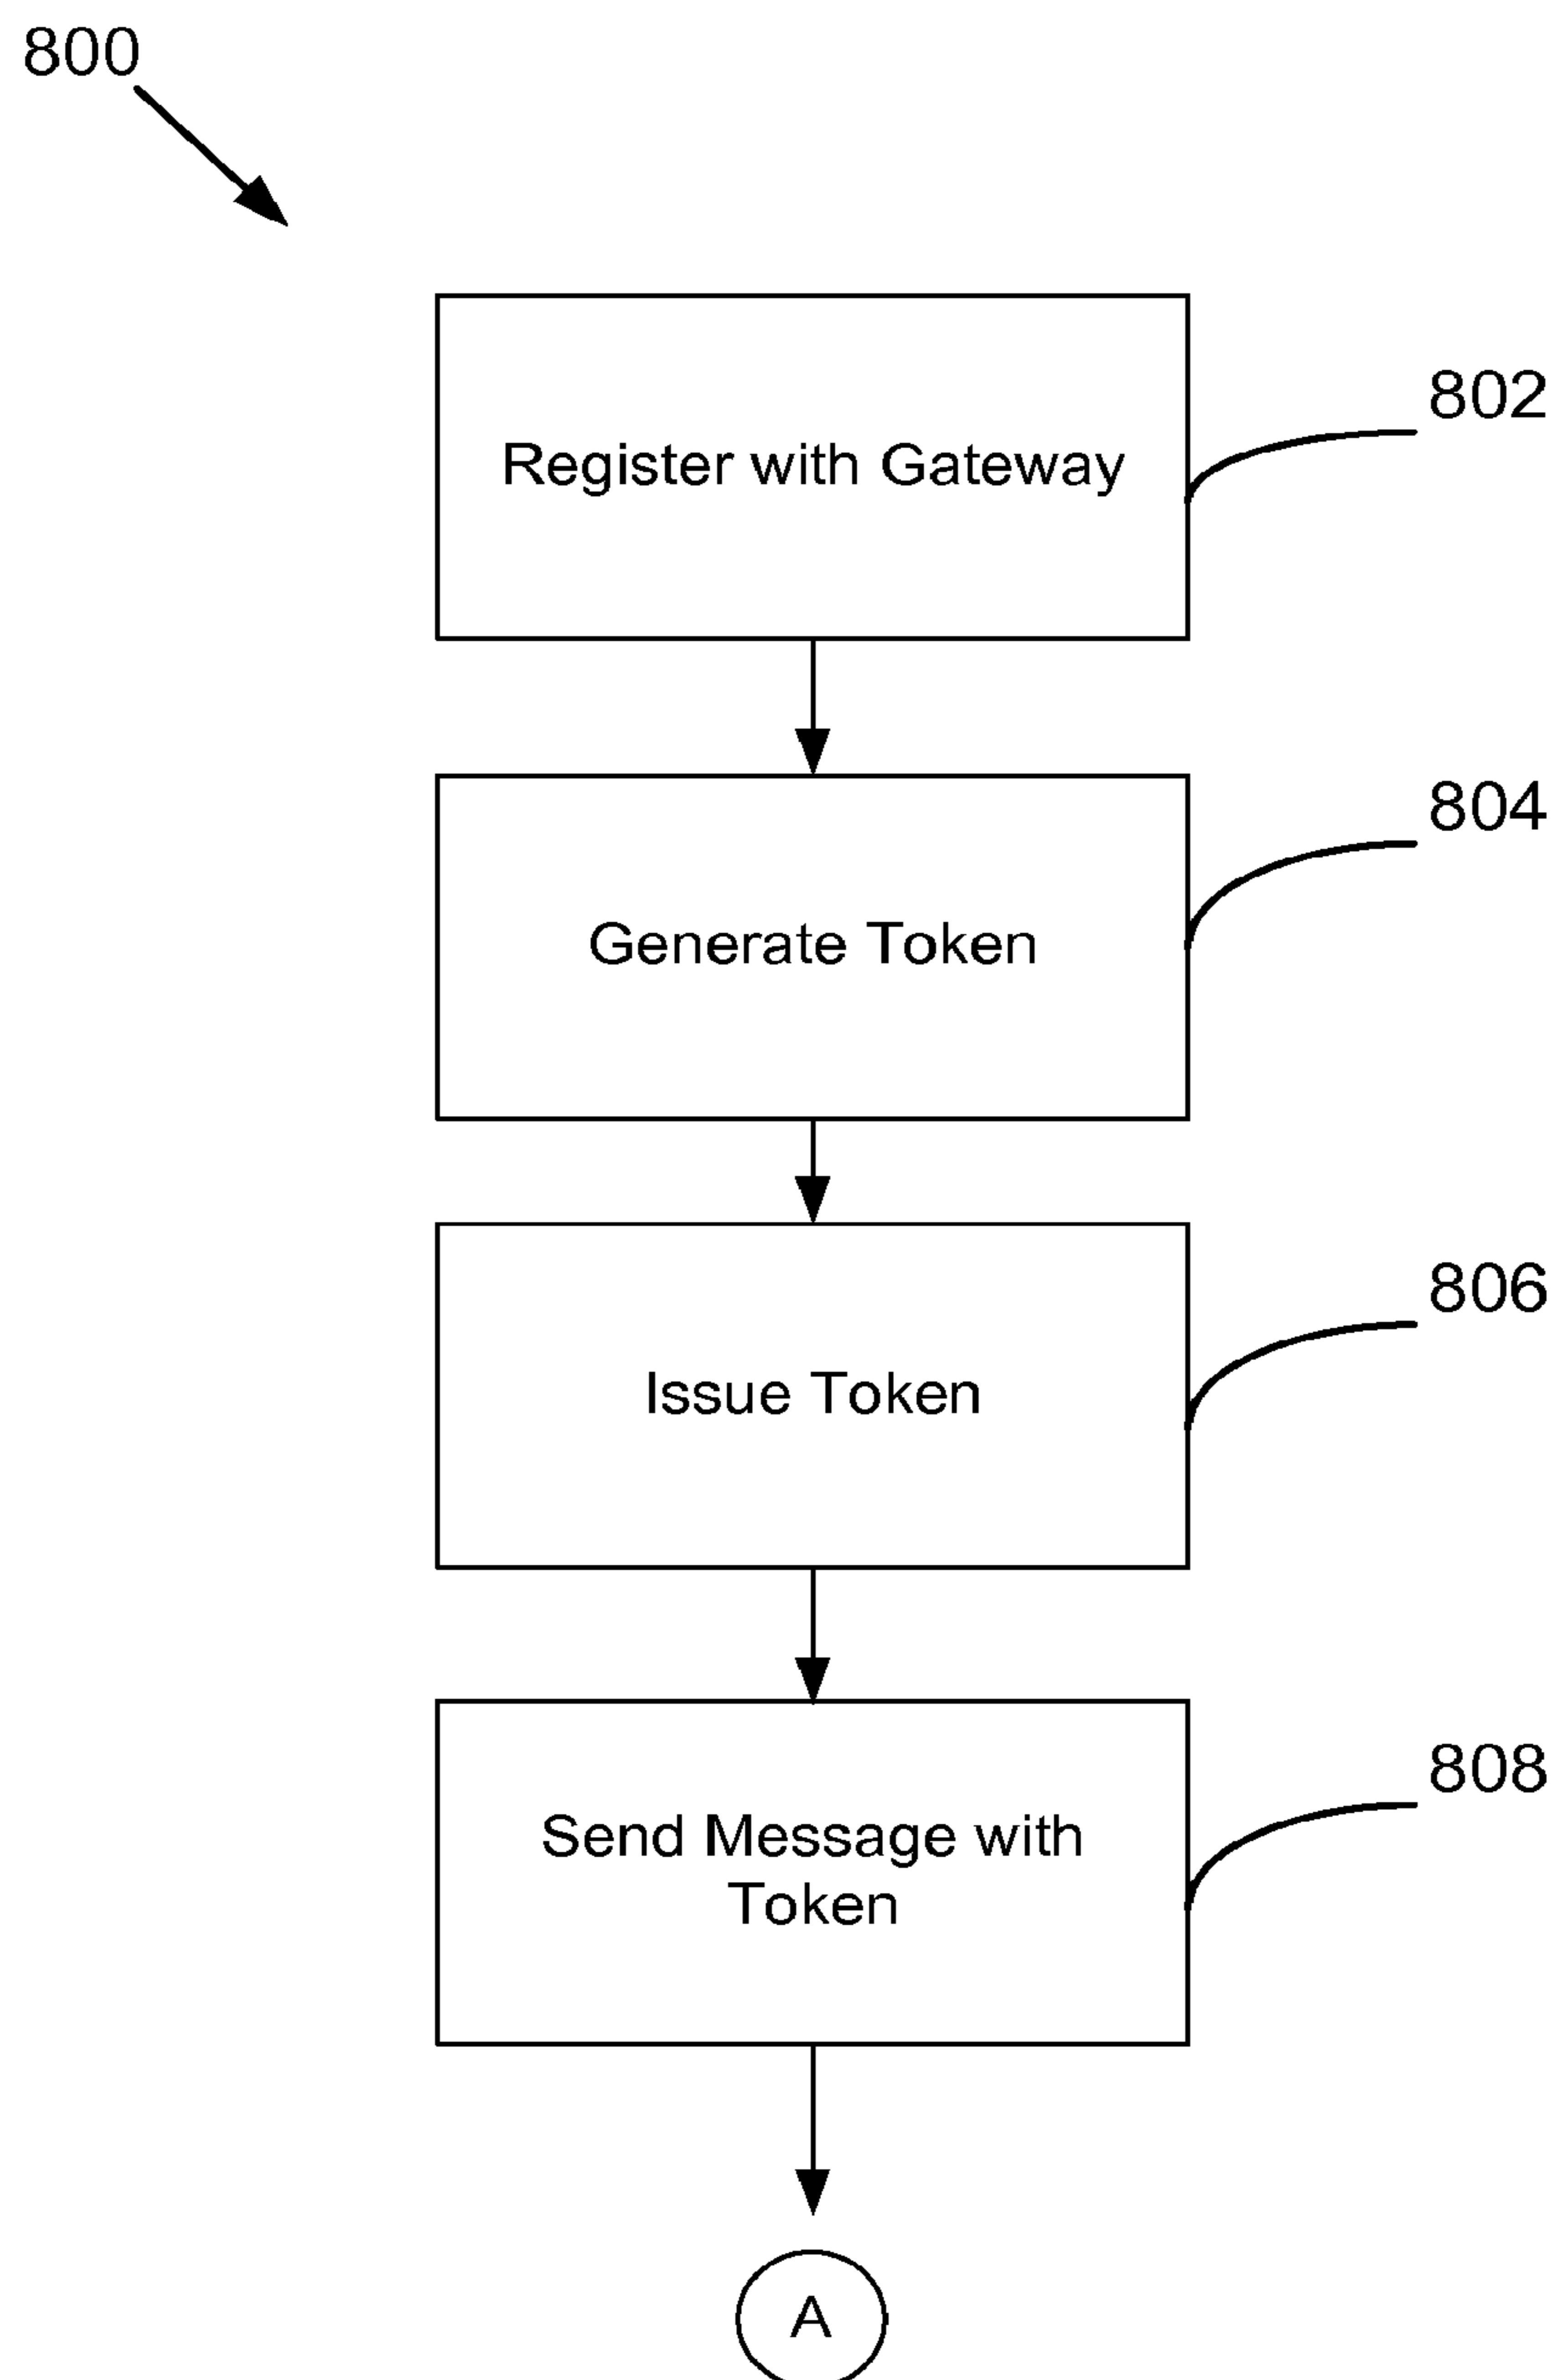 800
802
Register with Gateway
804
Generate Token
806
Issue Token
808
Send Message with
Token
A